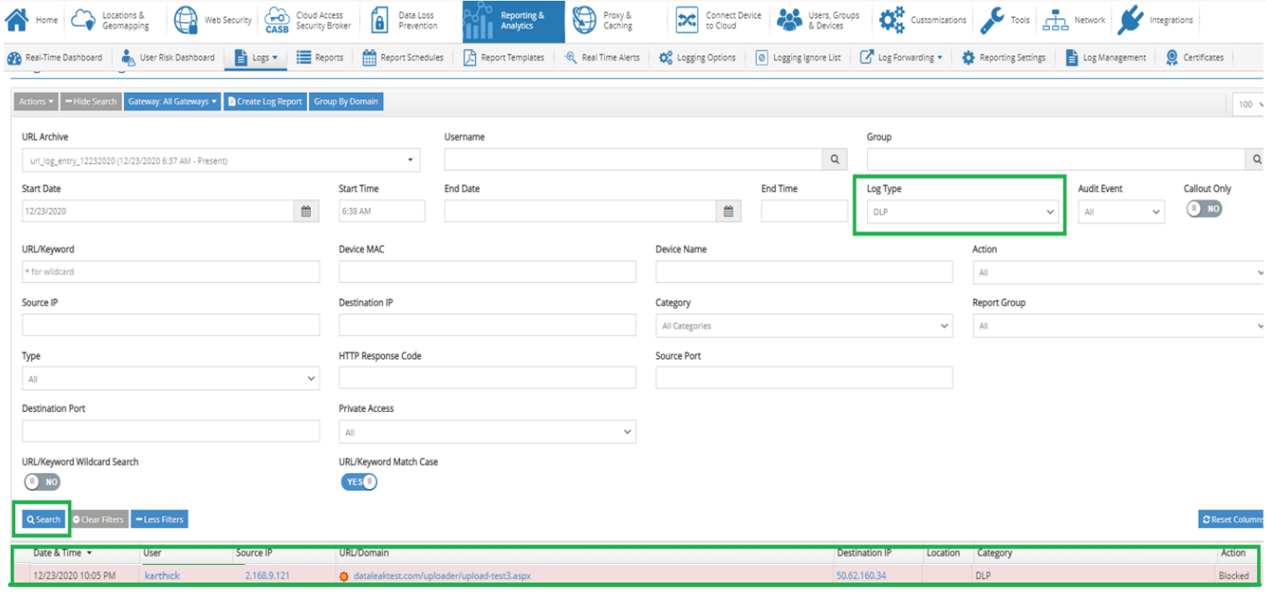 Home
Locations & Geomapping
Web Security
CASB
Cloud Access Security Broker
Data Loss Prevention
Reporting & Analytics
Proxy & Caching
Connect Device to Cloud
Users, Groups & Devices
Customizations
Tools
Network
Integrations
Real-Time Dashboard
User Risk Dashboard
Logs
Reports
Report Schedules
Report Templates
Real Time Alerts
Logging Options
Logging Ignore List
Log Forwarding
Reporting Settings
Log Management
Certificates
Actions
Hide Search
Gateway: All Gateways
Create Log Report
Group By Domain
100
URL Archive
Username
Group
url_log_entry_12232020 (12/23/2020 6:37 AM - Present)
Start Date
Start Time
End Date
End Time
Log Type
Audit Event
Callout Only
12/23/2020
6:38 AM
DLP
All
NO
URL/Keyword
Device MAC
Device Name
Action
* for wildcard
All
Source IP
Destination IP
Category
Report Group
All Categories
All
Type
HTTP Response Code
Source Port
All
Destination Port
Private Access
All
URL/Keyword Wildcard Search
URL/Keyword Match Case
NO
YES
Search
Clear Filters
Less Filters
Reset Columns
Date & Time
User
Source IP
URL/Domain
Destination IP
Location
Category
Action
12/23/2020 10:05 PM
karthick
2.168.9.121
dataleaktest.com/uploader/upload-test3.aspx
50.62.160.34
DLP
Blocked